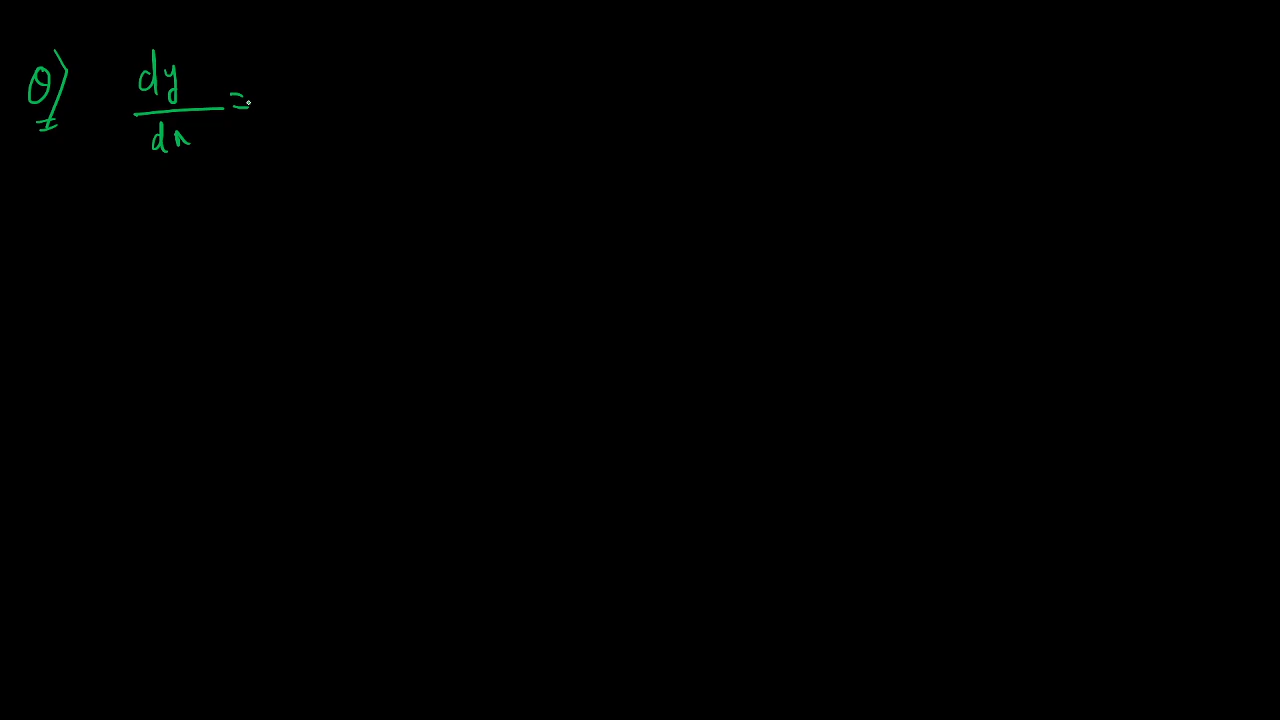 Q) dy/dx =